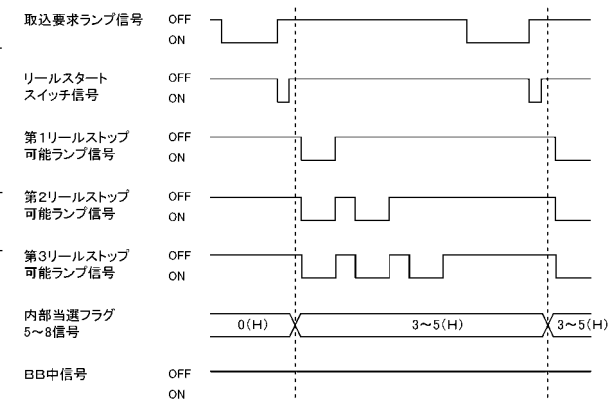 取込要求ランプ信号 OFF
ON
リールスタート OFF
スイッチ信号 ON
第1リールストップ OFF
可能ランプ信号 ON
第2リールストップ OFF
可能ランプ信号 ON
第3リールストップ OFF
可能ランプ信号 ON
内部当選フラグ
5〜8信号
0(H) 3〜5(H) 3〜5(H)
BB中信号 OFF
ON